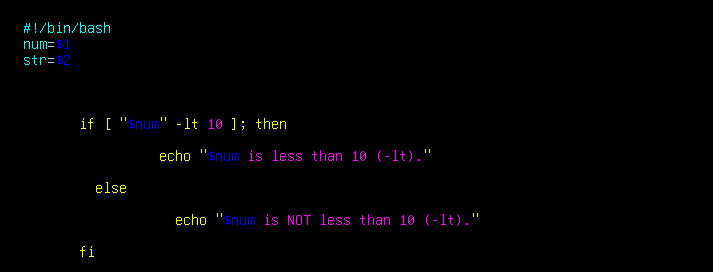 #!/bin/bash
num=$1
str=$2
if [ "$num" -lt 10 ]; then
echo "$num is less than 10 (-lt)."
else
echo "$num is NOT less than 10 (-lt)."
fi